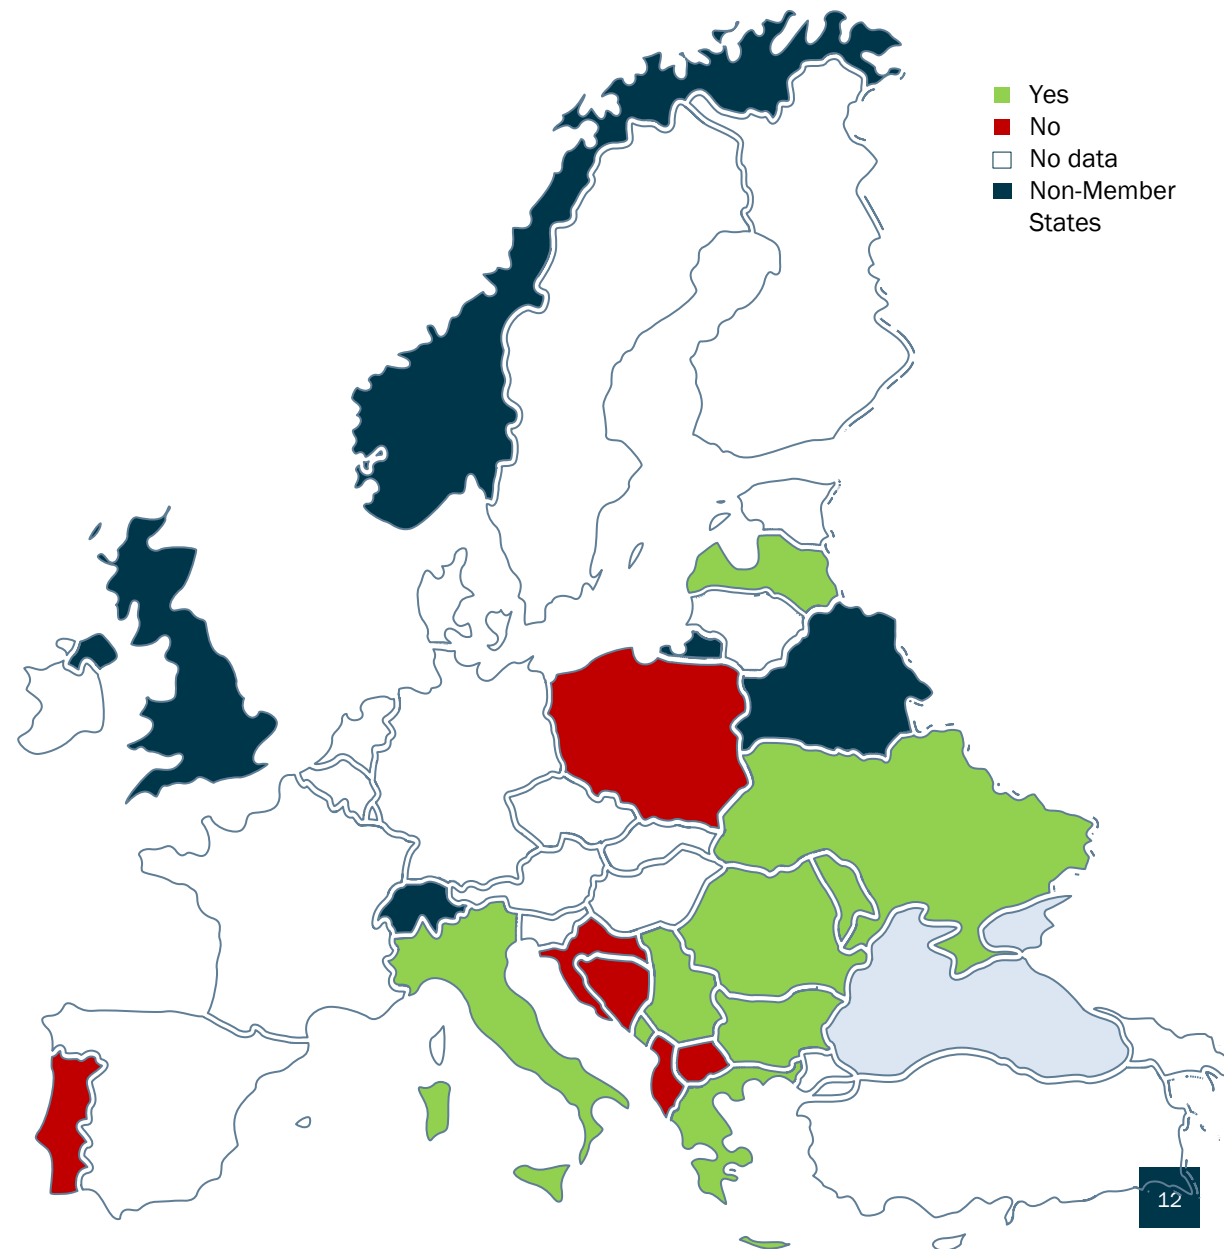 Yes
No
No data
Non-Member
States
12